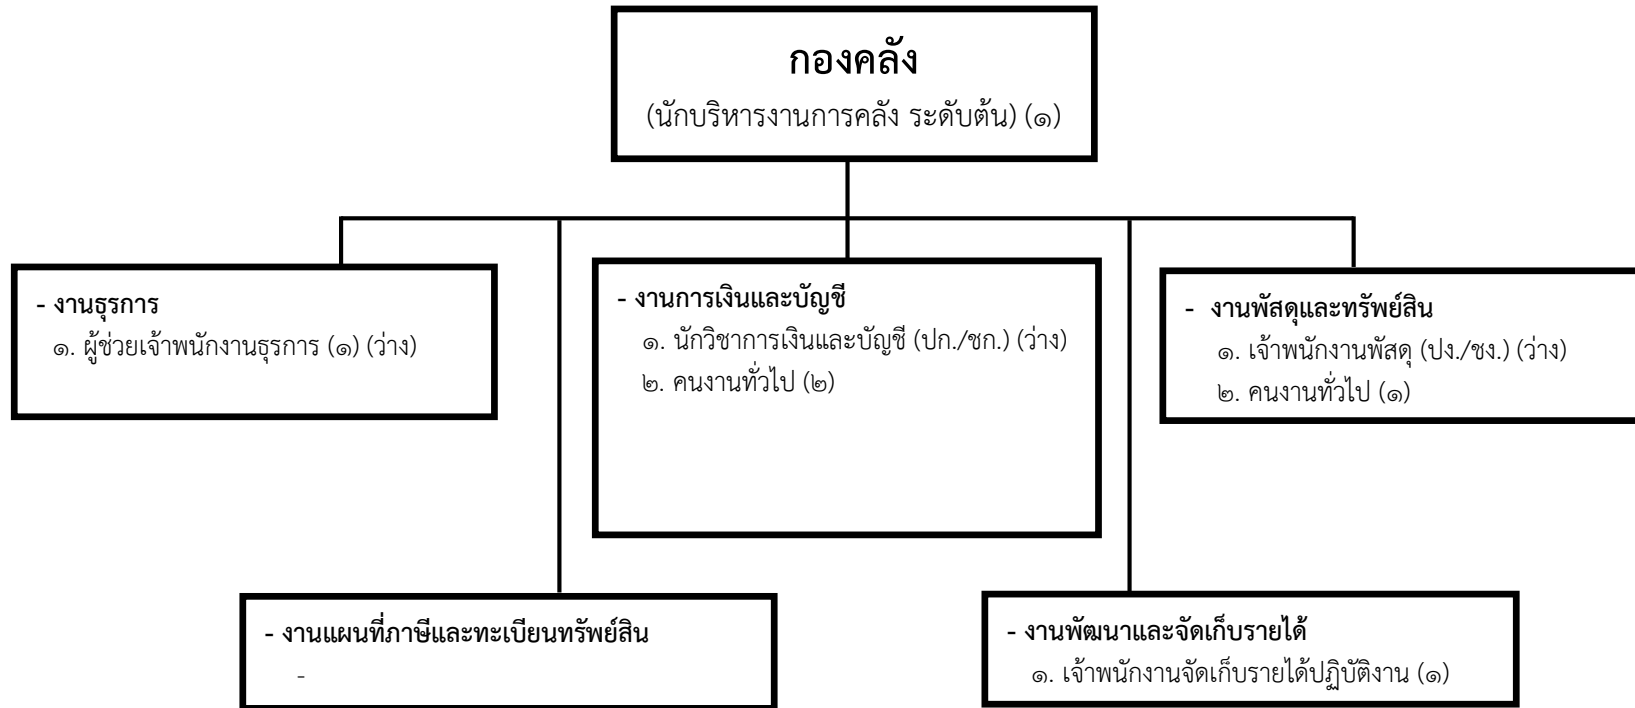 กองคลัง
(นักบริหารงานการคลัง ระดับต้น) (๑)
- งานธุรการ
๑. ผู้ช่วยเจ้าพนักงานธุรการ (๑) (ว่าง)
- งานการเงินและบัญชี
๑. นักวิชาการเงินและบัญชี (ปก./ชก.) (ว่าง)
๒. คนงานทั่วไป (๒)
- งานพัสดุและทรัพย์สิน
๑. เจ้าพนักงานพัสดุ (ปง./ชง.) (ว่าง)
๒. คนงานทั่วไป (๑)
- งานแผนที่ภาษีและทะเบียนทรัพย์สิน
-
- งานพัฒนาและจัดเก็บรายได้
๑. เจ้าพนักงานจัดเก็บรายได้ปฏิบัติงาน (๑)